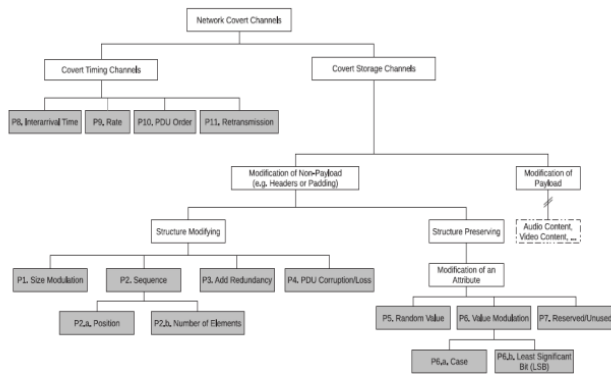 Network Covert Channels
Covert Timing Channels
Covert Storage Channels
P8. Interarrival Time
P9. Rate
P10. PDU Order
P11. Retransmission
Modification of Non-Payload
(e.g. Headers or Padding)
Modification of
Payload
Structure Modifying
Structure Preserving
Audio Content,
Video Content, ...
P1. Size Modulation
P2. Sequence
P3. Add Redundancy
P4. PDU Corruption/Loss
Modification of an
Attribute
P2.a. Position
P2.b. Number of Elements
P5. Random Value
P6. Value Modulation
P7. Reserved/Unused
P6.a. Case
P6.b. Least Significant
Bit (LSB)